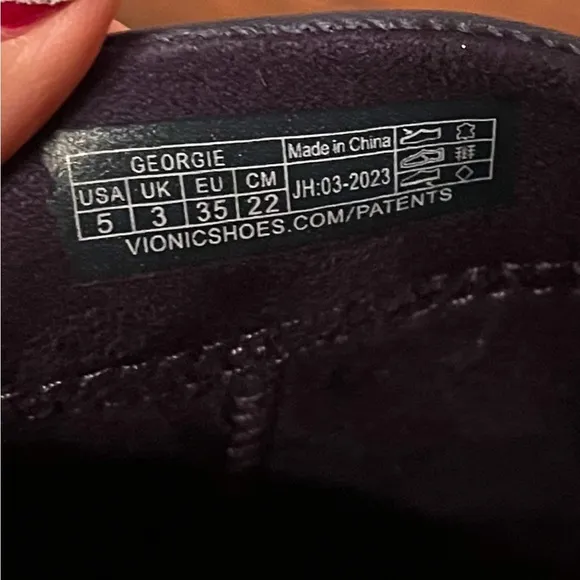 GEORGIE
USA UK EU CM
5 3 35 22
Made in China
JH:03-2023
VIONICSHOES.COM/PATENTS